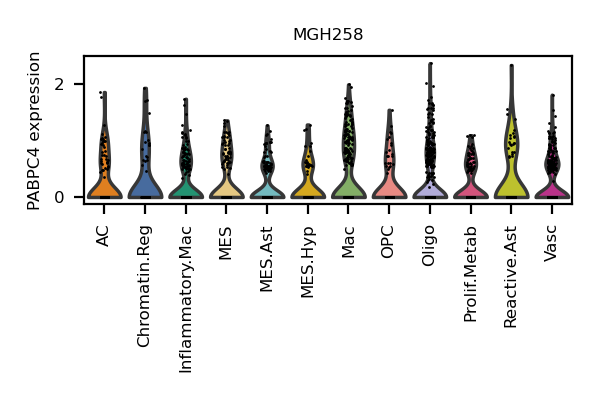 MGH258
PABPC4 expression
2
0
AC
Chromatin.Reg
Inflammatory.Mac
MES
MES.Ast
MES.Hyp
Mac
OPC
Oligo
Prolif.Metab
Reactive.Ast
Vasc